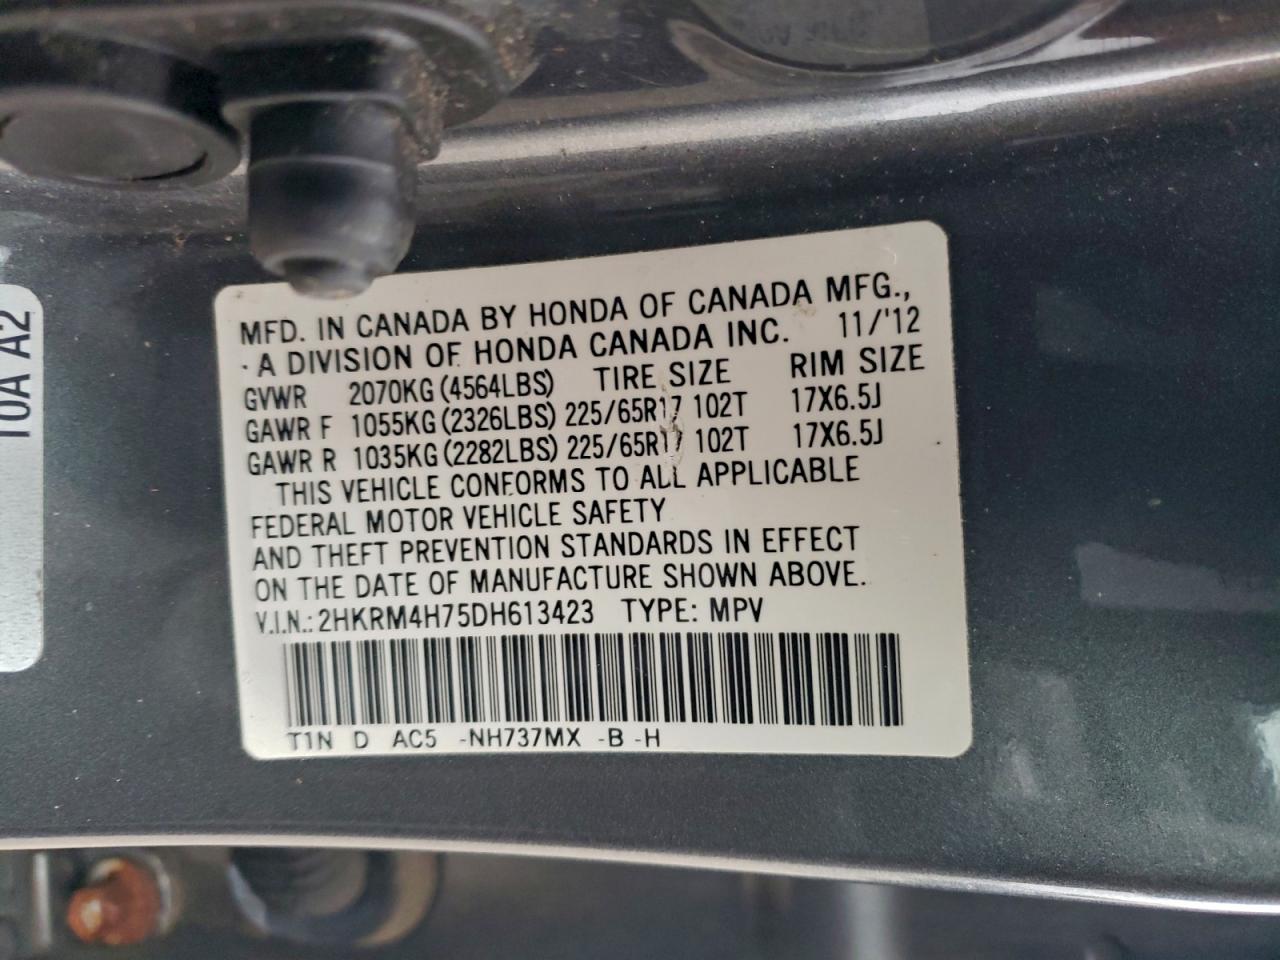 10A A2
MFD. IN CANADA BY HONDA OF CANADA MFG.,
A DIVISION OF HONDA CANADA INC. 11/'12
GVWR 2070KG (4564LBS) TIRE SIZE RIM SIZE
GAWR F 1055KG (2326LBS) 225/65R17 102T 17X6.5J
GAWR R 1035KG (2282LBS) 225/65R17 102T 17X6.5J
THIS VEHICLE CONFORMS TO ALL APPLICABLE
FEDERAL MOTOR VEHICLE SAFETY
AND THEFT PREVENTION STANDARDS IN EFFECT
ON THE DATE OF MANUFACTURE SHOWN ABOVE.
V.I.N.: 2HKRM4H75DH613423 TYPE: MPV
T1N D AC5 -NH737MX -B -H